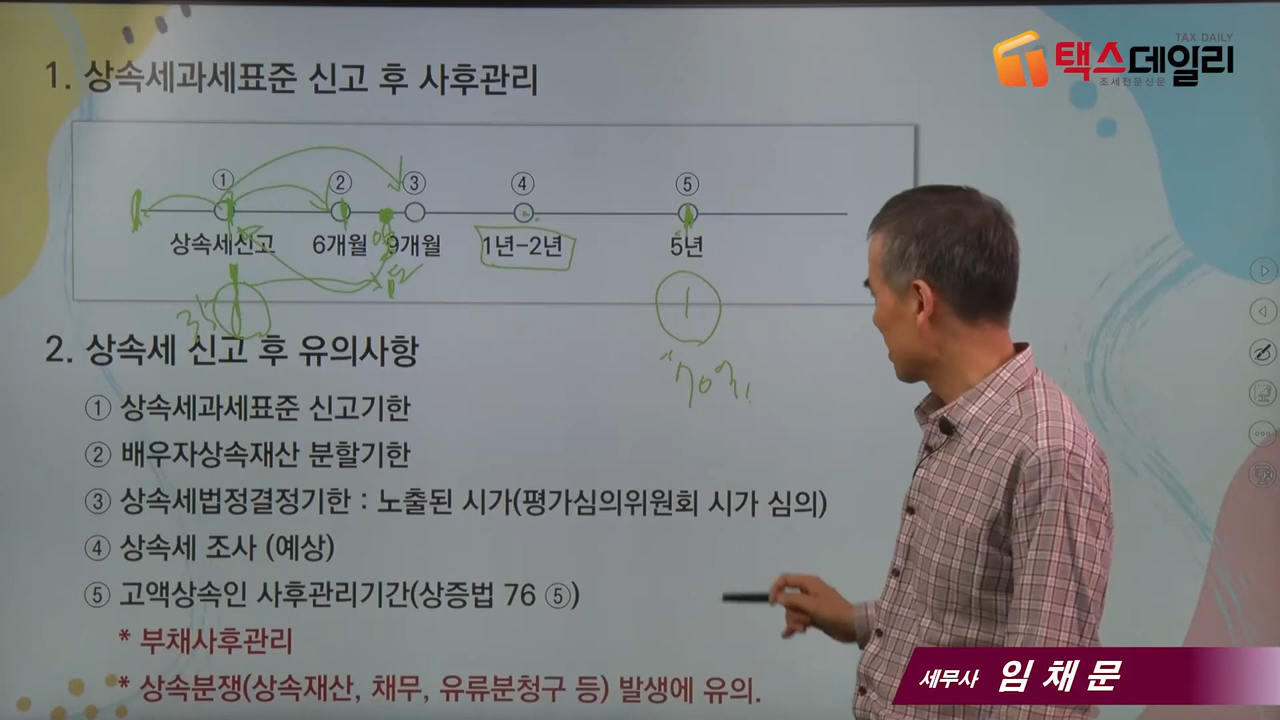 TAX DAILY
택스데일리
조세전문신문
1. 상속세과세표준 신고 후 사후관리
① ② ③ ④ ⑤
상속세신고 6개월 9개월 1년-2년 5년
1
2. 상속세 신고 후 유의사항
① 상속세과세표준 신고기한
② 배우자상속재산 분할기한
③ 상속세법정결정기한 : 노출된 시가(평가심의위원회 시가 심의)
④ 상속세 조사 (예상)
⑤ 고액상속인 사후관리기간(상증법 76 ⑤)
* 부채사후관리
* 상속분쟁(상속재산, 채무, 유류분청구 등) 발생에 유의.
세무사 임채문